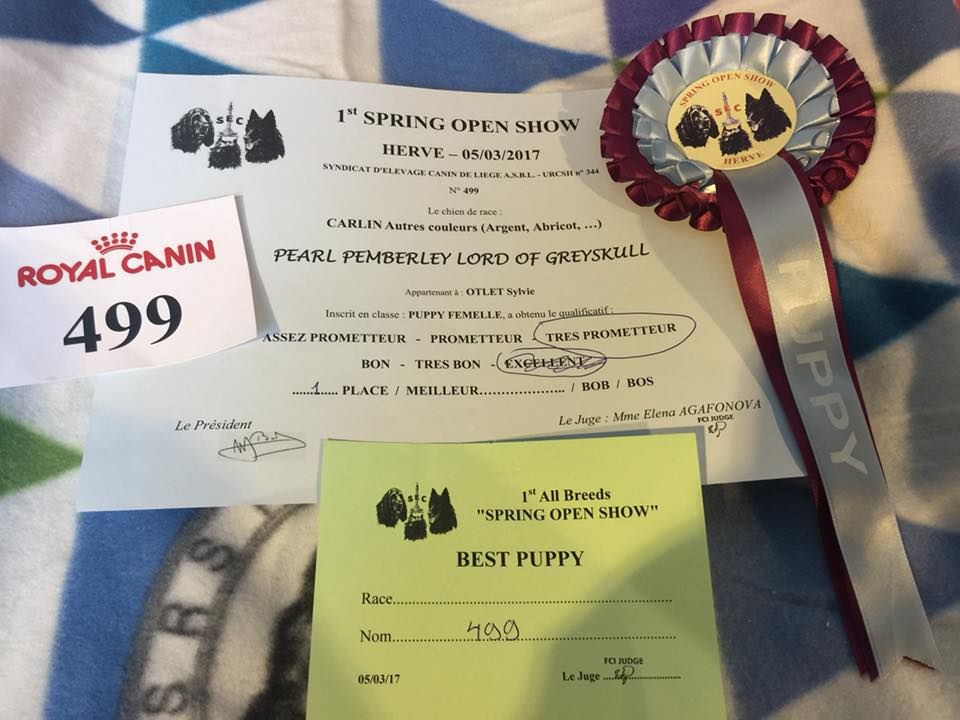 SEC
1st SPRING OPEN SHOW
HERVE – 05/03/2017
SYNDICAT D'ELEVAGE CANIN DE LIEGE A.S.B.L. - URCSH n° 344
N° 499
Le chien de race :
CARLIN Autres couleurs (Argent, Abricot, …)
PEARL PEMBERLEY LORD OF GREYSKULL
Appartenant à : OTLET Sylvie
Inscrit en classe : PUPPY FEMELLE, a obtenu le qualificatif :
ASSEZ PROMETTEUR - PROMETTEUR - TRES PROMETTEUR
BON - TRES BON - EXCELLENT
.......1..... PLACE / MEILLEUR.................... / BOB / BOS
Le Président
Le Juge : Mme Elena AGAFONOVA
FCI JUDGE
ROYAL CANIN
499
SPRING OPEN SHOW
SEC
HERVE
PUPPY
SEC
1st All Breeds
"SPRING OPEN SHOW"
BEST PUPPY
Race......................................................................
Nom..................499.......................................
05/03/17
FCI JUDGE
Le Juge ......................
SRS